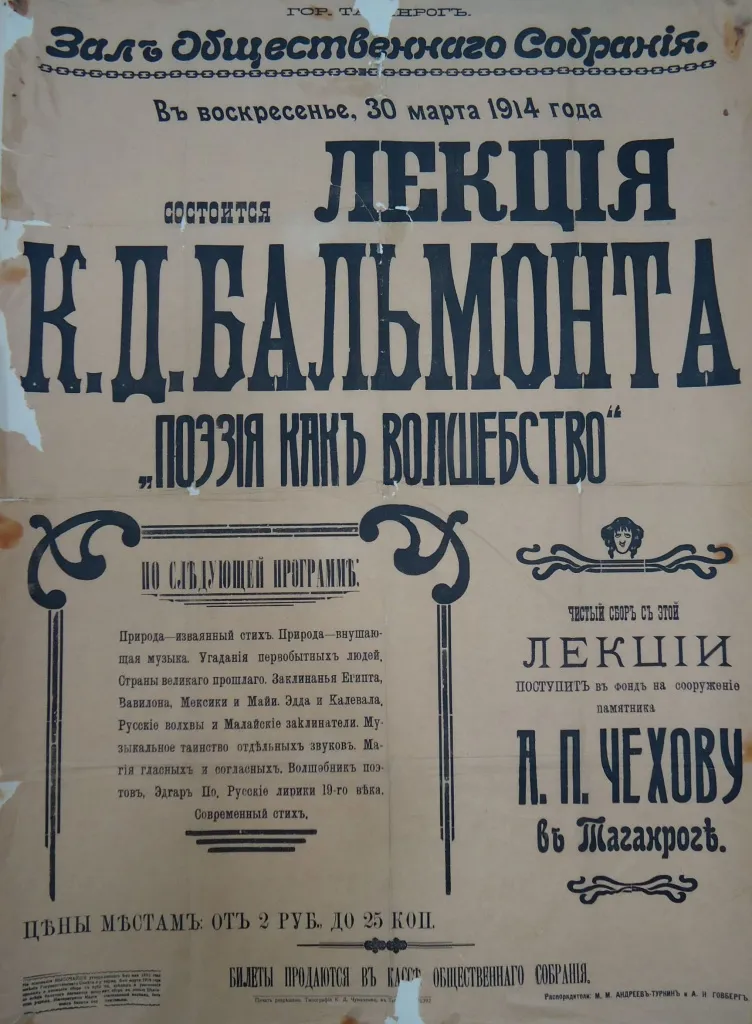 ГОР. ТАГАНРОГЪ.
Залъ Общественнаго Собранія.
Въ воскресенье, 30 марта 1914 года
состоится ЛЕКЦІЯ
К.Д.БАЛЬМОНТА
„ПОЭЗІЯ КАКЪ ВОЛШЕБСТВО“
ПО СЛѢДУЮЩЕЙ ПРОГРАММѢ:
Природа—изваянный стихъ. Природа—внушаю-
щая музыка. Угаданія первобытныхъ людей.
Страны великаго прошлаго. Заклинанья Египта,
Вавилона, Мексики и Майи. Эдда и Калевала,
Русскіе волхвы и Малайскіе заклинатели. Му-
зыкальное таинство отдѣльныхъ звуковъ. Ма-
гія гласныхъ и согласныхъ. Волшебникъ поэ-
товъ, Эдгаръ По. Русскіе лирики 19-го вѣка.
Современный стихъ.
ЧИСТЫЙ СБОРЪ СЪ ЭТОЙ
ЛЕКЦІИ
ПОСТУПИТЪ въ фондъ на сооруженіе
памятника
А. П. ЧЕХОВУ
въ Таганрогѣ.
ЦѢНЫ МѢСТАМЪ: ОТЪ 2 РУБ. ДО 25 КОП.
БИЛЕТЫ ПРОДАЮТСЯ ВЪ КАССѢ ОБЩЕСТВЕННАГО СОБРАНІЯ.
Распорядители: М. М. АНДРЕЕВЪ-ТУРКИНЪ и А. И. ГОВБЕРГЪ.